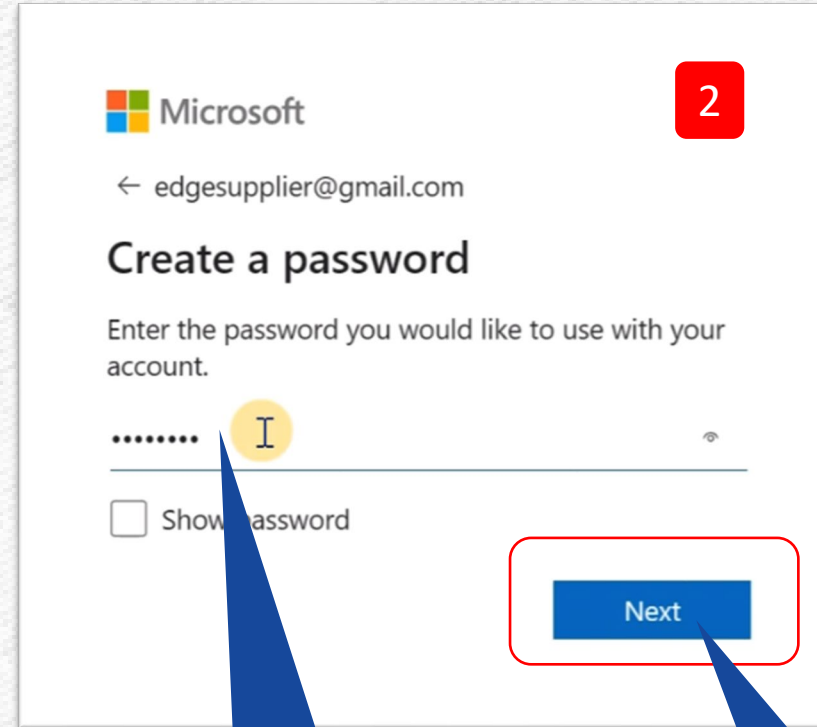 Microsoft
2
← edgesupplier@gmail.com
Create a password
Enter the password you would like to use with your
account.
••••••••
Show password
Next